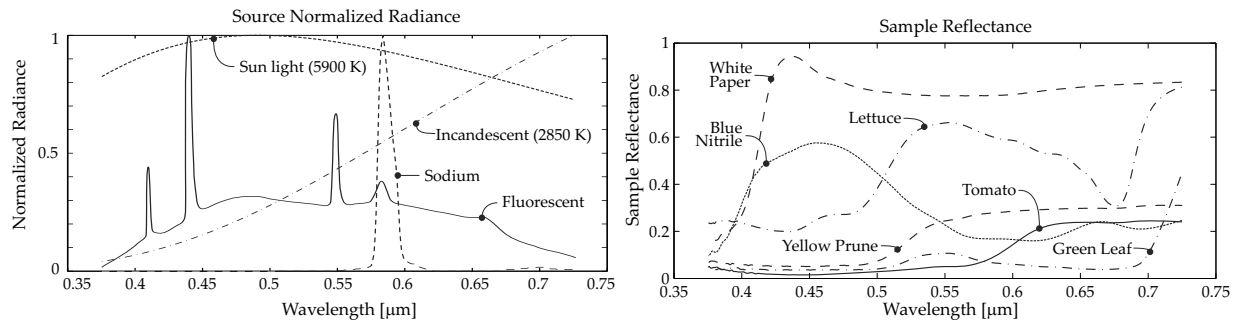 Source Normalized Radiance
Normalized Radiance
1
0.5
0
Sun light (5900 K)
Incandescent (2850 K)
Sodium
Fluorescent
0.35 0.4 0.45 0.5 0.55 0.6 0.65 0.7 0.75
Wavelength [μm]
Sample Reflectance
Sample Reflectance
1
0.8
0.6
0.4
0.2
0
White
Paper
Blue
Nitrile
Lettuce
Tomato
Yellow Prune
Green Leaf
0.35 0.4 0.45 0.5 0.55 0.6 0.65 0.7 0.75
Wavelength [μm]